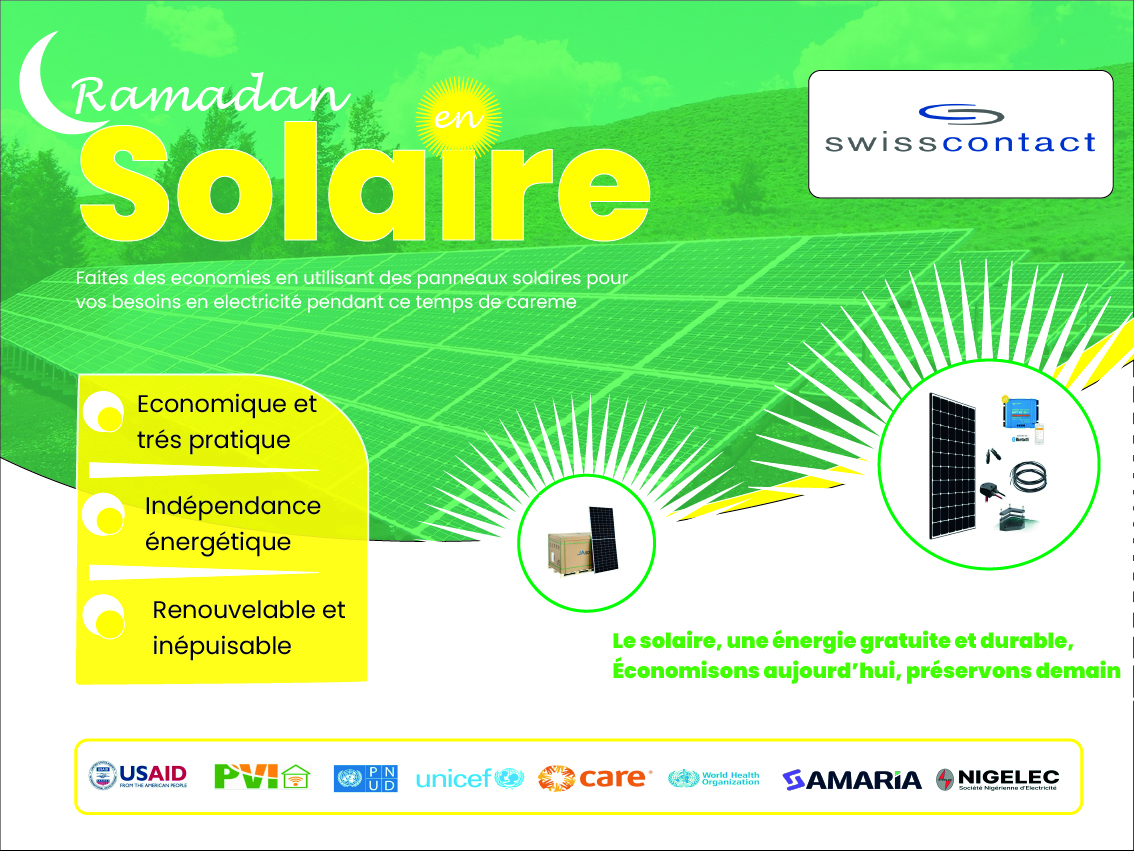 Ramadan
en
Solaire
swisscontact
Faites des economies en utilisant des panneaux solaires pour
vos besoins en electricité pendant ce temps de careme
Economique et
trés pratique
Indépendance
énergétique
Renouvelable et
inépuisable
Le solaire, une énergie gratuite et durable,
Économisons aujourd'hui, préservons demain
USAID
FROM THE AMERICAN PEOPLE
PVI
PN
UD
unicef
care
World Health
Organization
SAMARIA
NIGELEC
Société Nigérienne d'Electricité